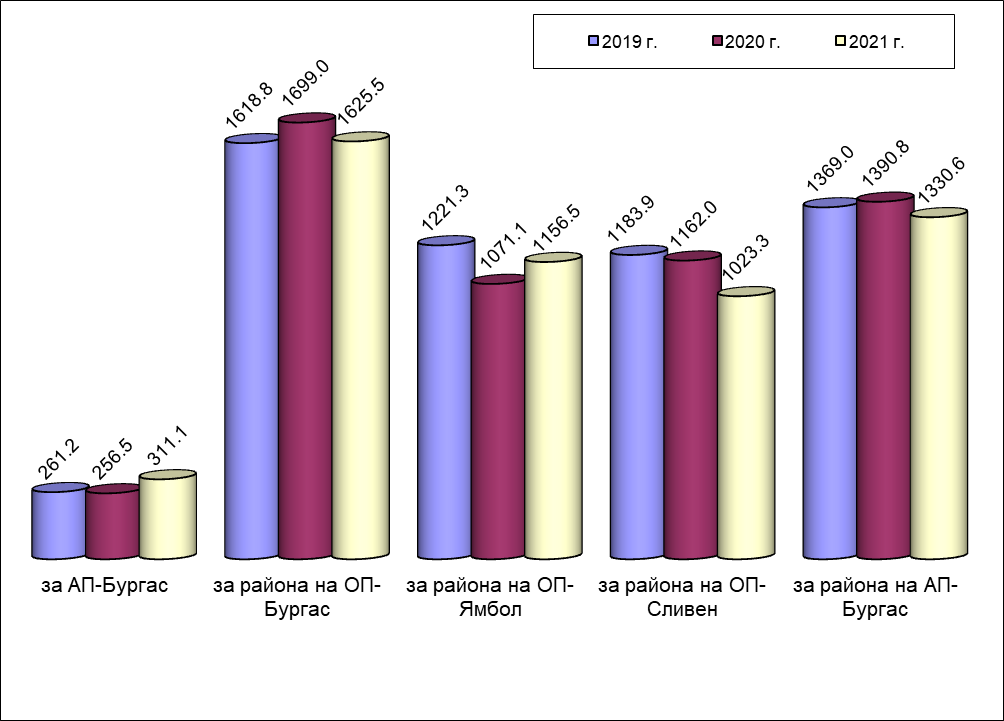 2019 г. 2020 г. 2021 г.
261.2 256.5 311.1
1618.8 1699.0 1625.5
1221.3 1071.1 1156.5
1183.9 1162.0 1023.3
1369.0 1390.8 1330.6
за АП-Бургас
за района на ОП-
Бургас
за района на ОП-
Ямбол
за района на ОП-
Сливен
за района на АП-
Бургас